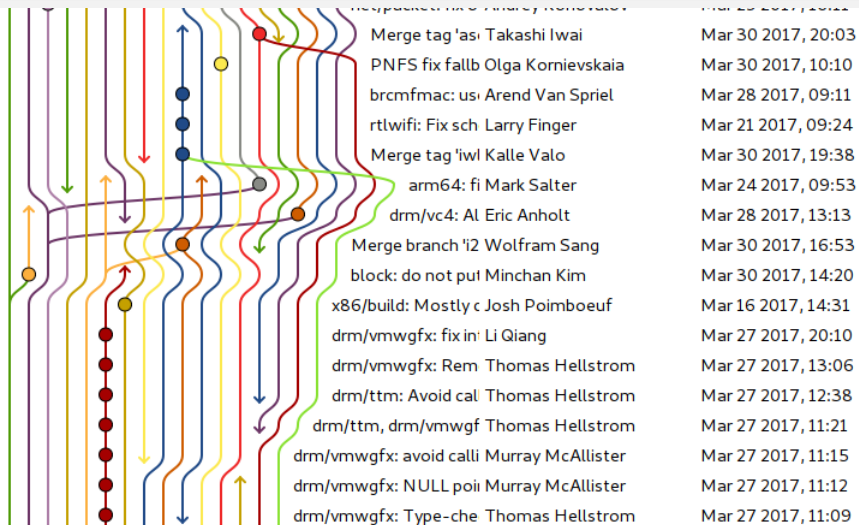 Merge tag 'as Takashi Iwai Mar 30 2017, 20:03
PNFS fix fallb Olga Kornievskaia Mar 30 2017, 10:10
brcmfmac: us Arend Van Spriel Mar 28 2017, 09:11
rtlwifi: Fix sch Larry Finger Mar 21 2017, 09:24
Merge tag 'iwl Kalle Valo Mar 30 2017, 19:38
arm64: fi Mark Salter Mar 24 2017, 09:53
drm/vc4: Al Eric Anholt Mar 28 2017, 13:13
Merge branch 'i2 Wolfram Sang Mar 30 2017, 16:53
block: do not put Minchan Kim Mar 30 2017, 14:20
x86/build: Mostly Josh Poimboeuf Mar 16 2017, 14:31
drm/vmwgfx: fix int Li Qiang Mar 27 2017, 20:10
drm/vmwgfx: Rem Thomas Hellstrom Mar 27 2017, 13:06
drm/ttm: Avoid cal Thomas Hellstrom Mar 27 2017, 12:38
drm/ttm, drm/vmwgf Thomas Hellstrom Mar 27 2017, 11:21
drm/vmwgfx: avoid calli Murray McAllister Mar 27 2017, 11:15
drm/vmwgfx: NULL poi Murray McAllister Mar 27 2017, 11:12
drm/vmwgfx: Type-che Thomas Hellstrom Mar 27 2017, 11:09